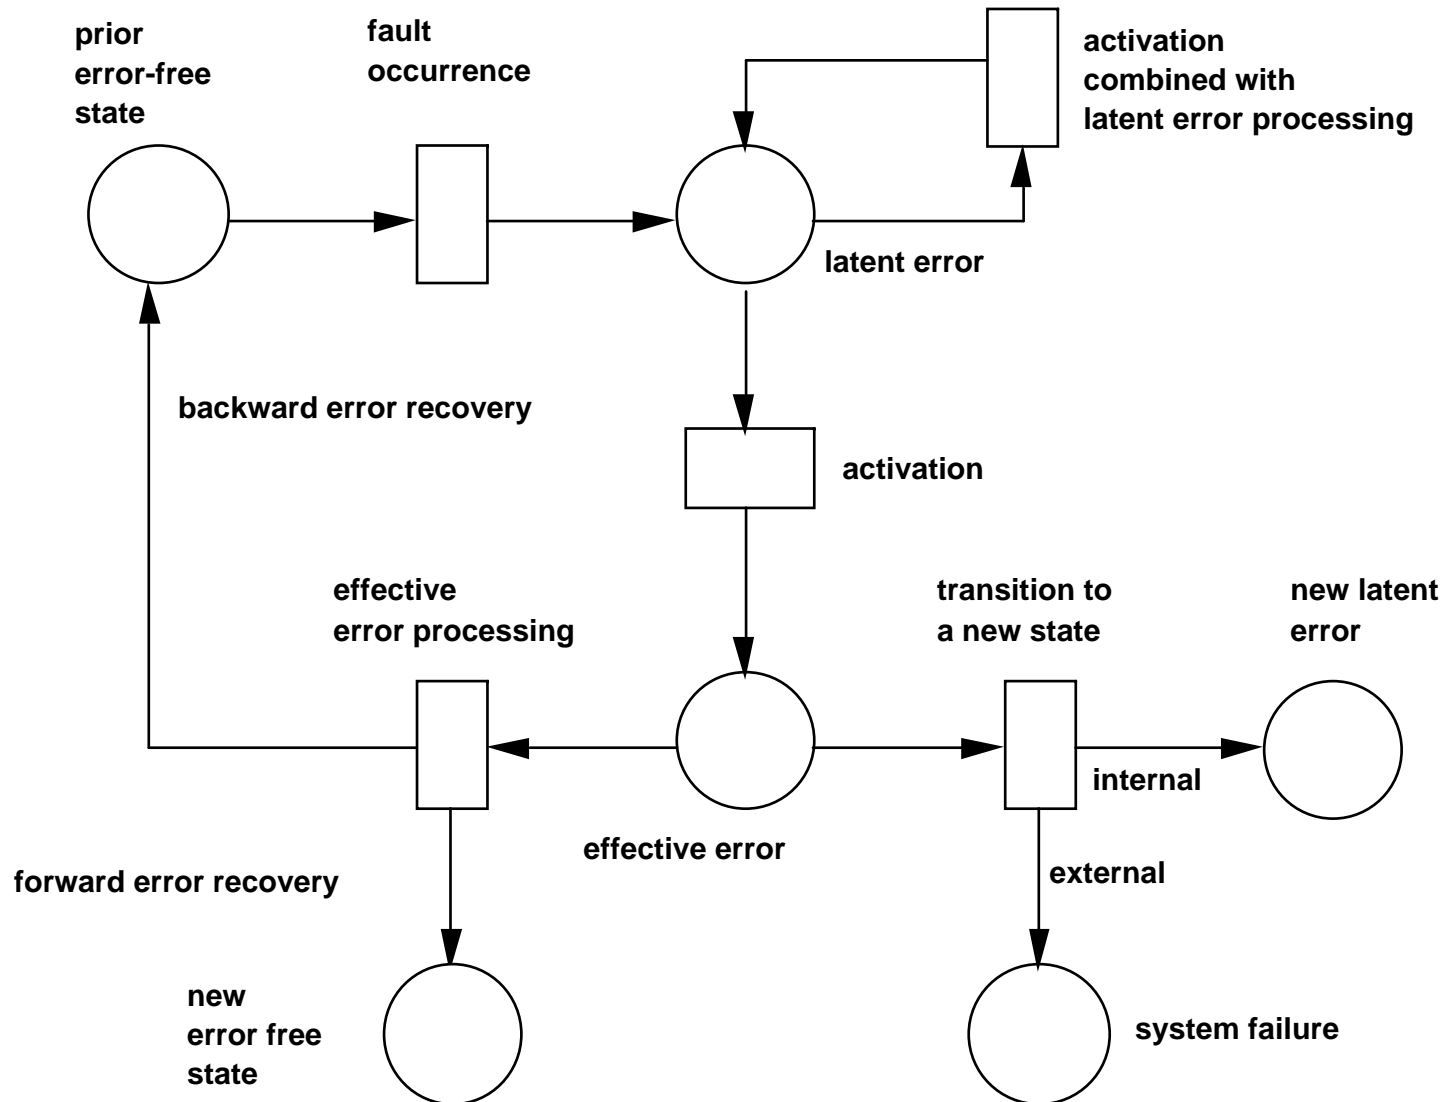 prior
error-free
state
fault
occurrence
activation
combined with
latent error processing
latent error
backward error recovery
activation
effective
error processing
transition to
a new state
new latent
error
internal
effective error
external
forward error recovery
new
error free
state
system failure